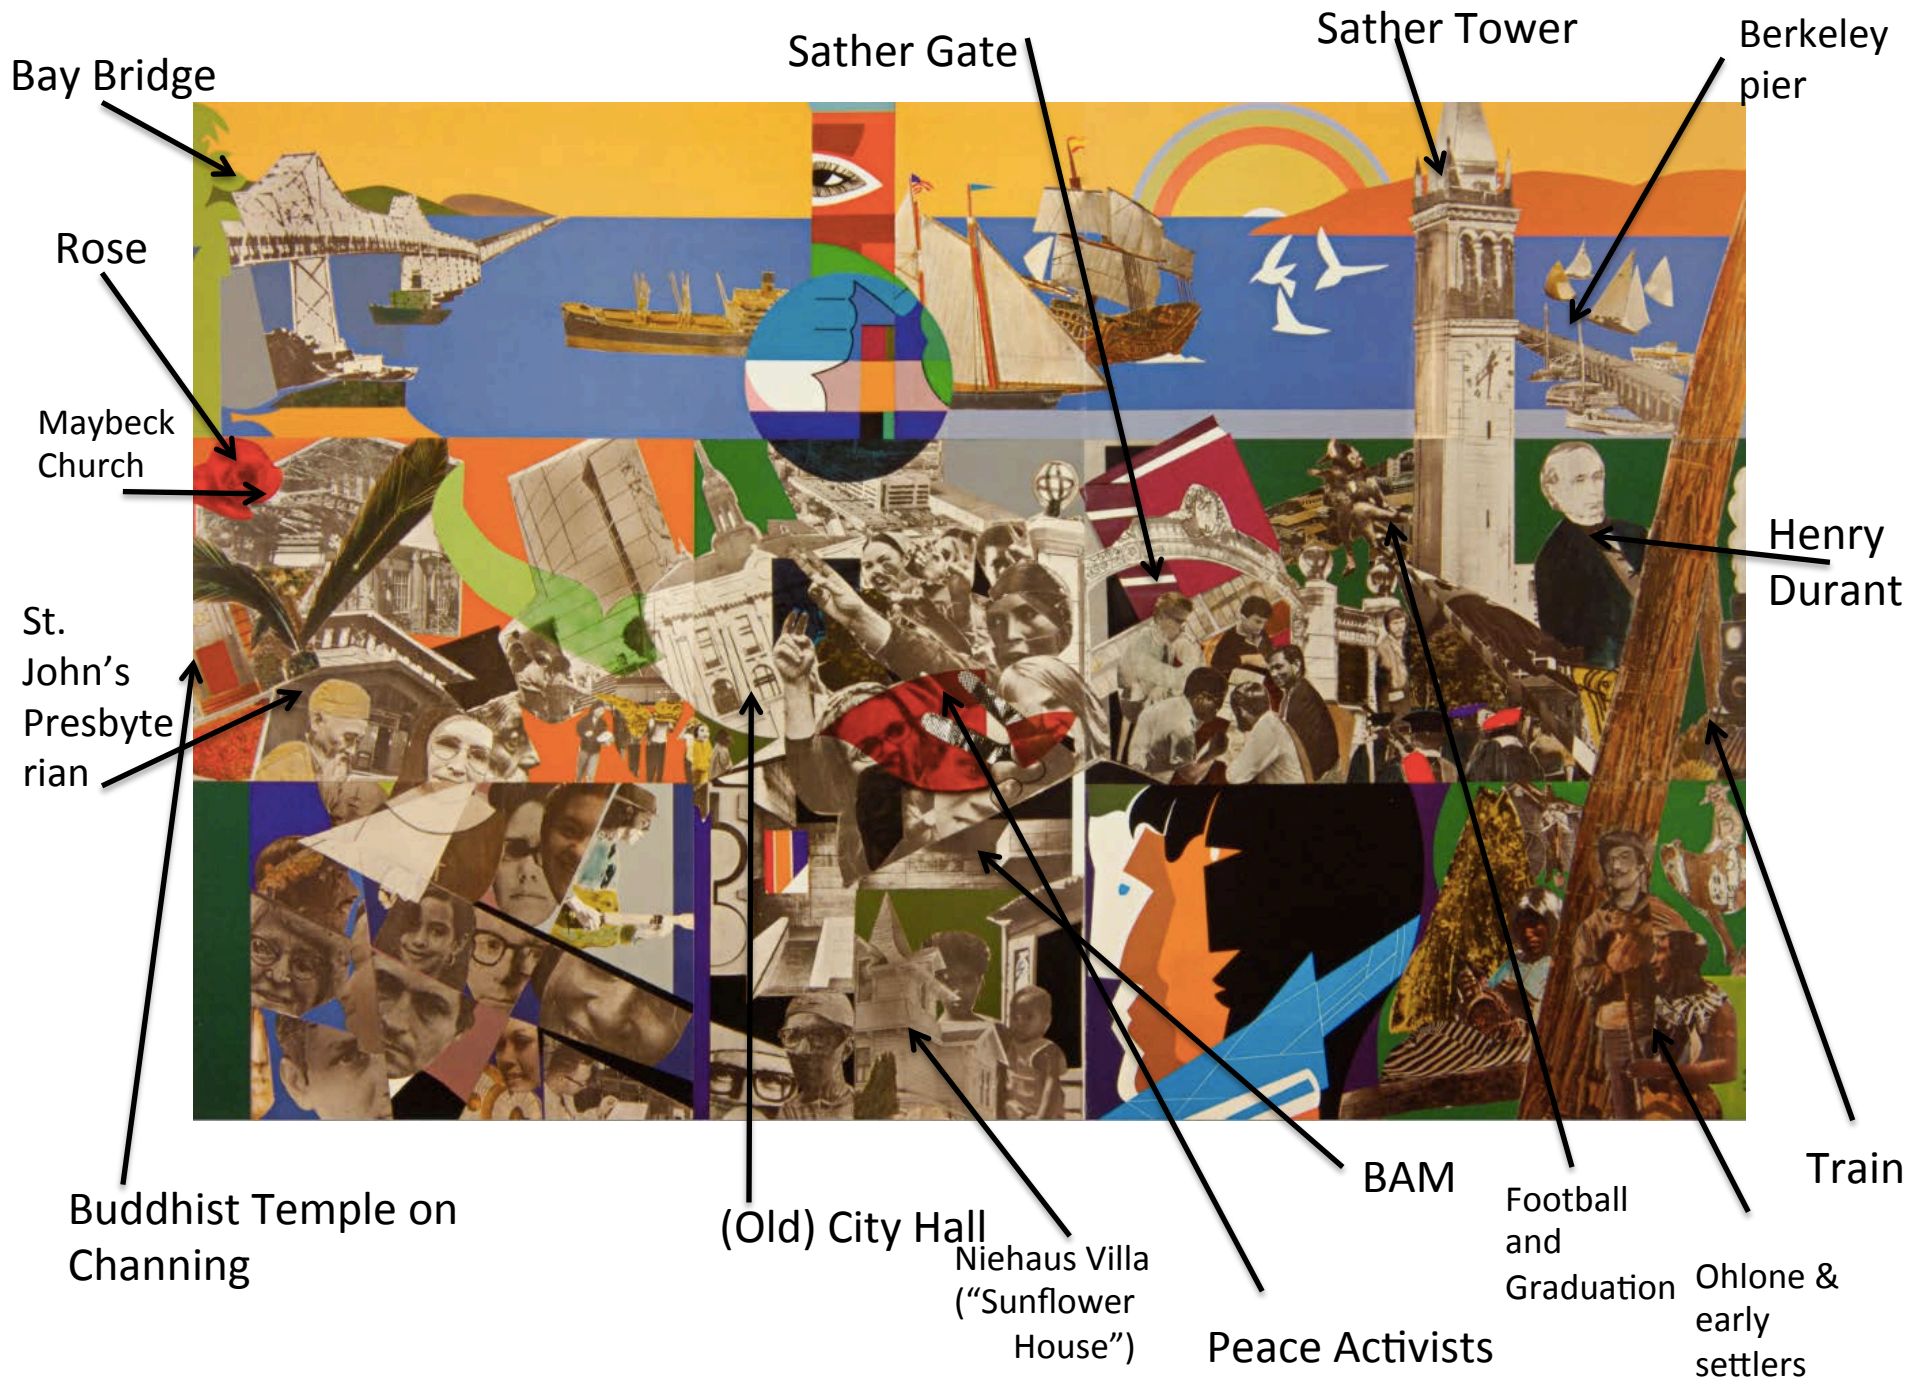 Sather Gate
Sather Tower
Berkeley
pier
Bay Bridge
Rose
Maybeck
Church
Henry
Durant
St.
John’s
Presbyte
rian
Buddhist Temple on
Channing
(Old) City Hall
Niehaus Villa
(“Sunflower
House”)
BAM
Peace Activists
Football
and
Graduation
Train
Ohlone &
early
settlers